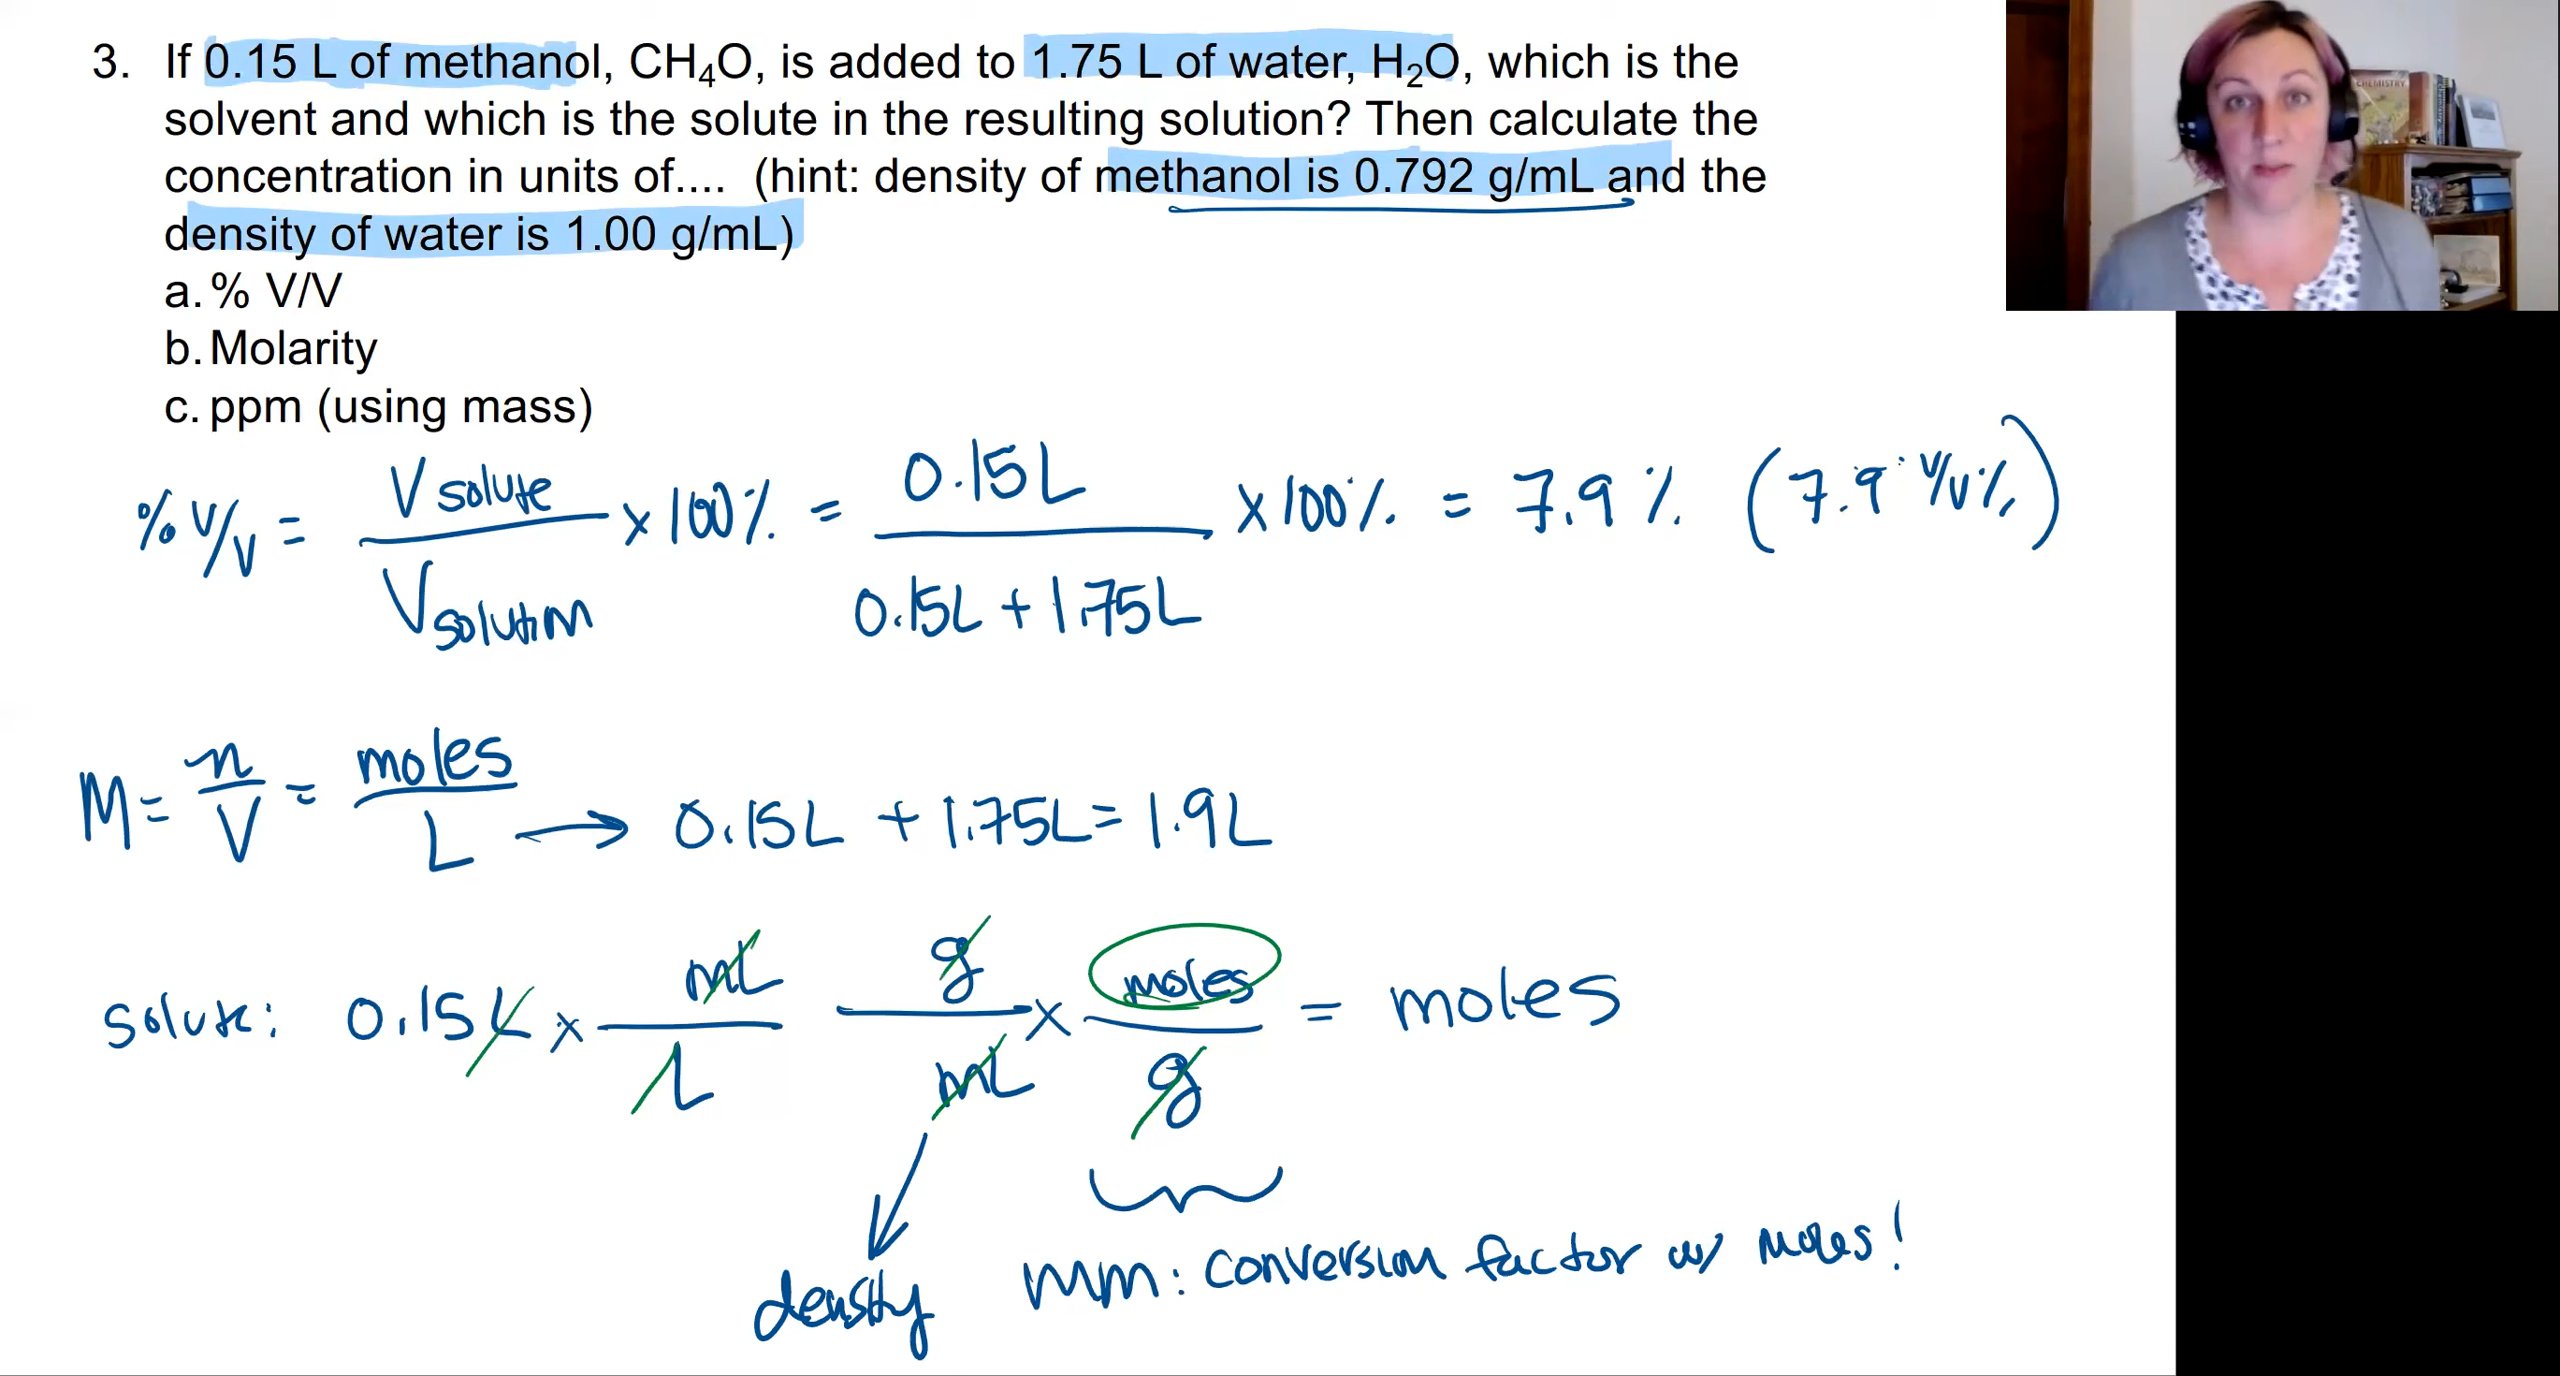 3. If 0.15 L of methanol, CH₄O, is added to 1.75 L of water, H₂O, which is the
solvent and which is the solute in the resulting solution? Then calculate the
concentration in units of.... (hint: density of methanol is 0.792 g/mL and the
density of water is 1.00 g/mL)
a. % V/V
b. Molarity
c. ppm (using mass)
% V/V = V solute / V solution x 100% = 0.15L / 0.15L + 1.75L x 100% = 7.9% (7.9 V/V%)
M = n/V = moles / L → 0.15L + 1.75L = 1.9L
Solute: 0.15L x mL / L g / mL x moles / g = moles
density
MM: conversion factor w/ moles!
CHEMISTRY